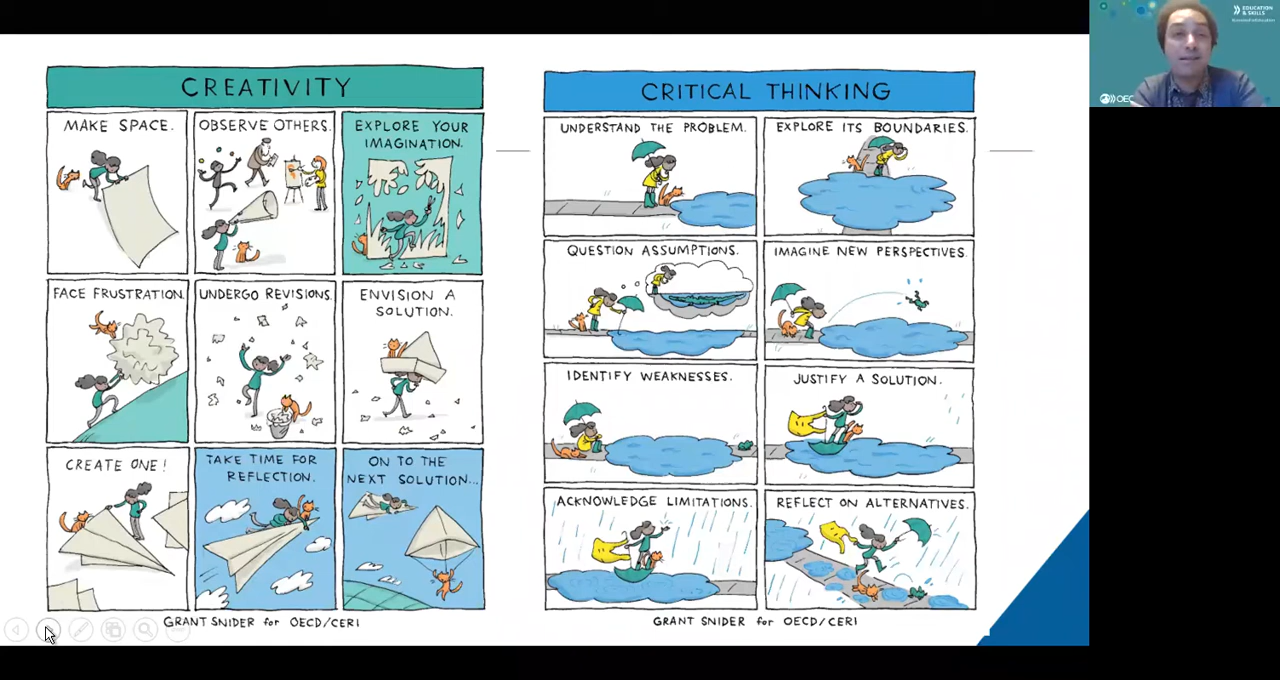 CREATIVITY
MAKE SPACE.
OBSERVE OTHERS.
EXPLORE YOUR
IMAGINATION.
FACE FRUSTRATION.
UNDERGO REVISIONS.
ENVISION A
SOLUTION.
CREATE ONE!
TAKE TIME FOR
REFLECTION.
ON TO THE
NEXT SOLUTION...
GRANT SNIDER for OECD/CERI
CRITICAL THINKING
UNDERSTAND THE PROBLEM.
EXPLORE ITS BOUNDARIES.
QUESTION ASSUMPTIONS.
IMAGINE NEW PERSPECTIVES.
IDENTIFY WEAKNESSES.
JUSTIFY A SOLUTION.
ACKNOWLEDGE LIMITATIONS.
REFLECT ON ALTERNATIVES.
GRANT SNIDER for OECD/CERI
EDUCATION
& SKILLS